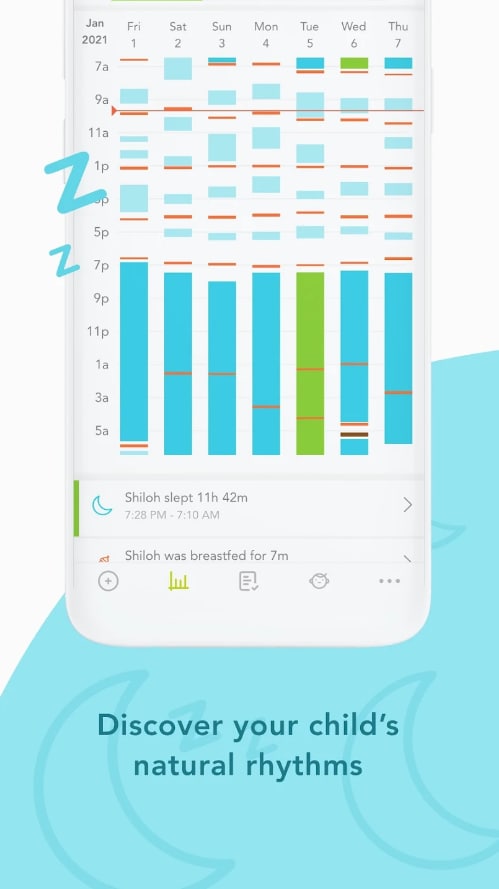 Jan
2021
Fri
1
Sat
2
Sun
3
Mon
4
Tue
5
Wed
6
Thu
7
7a
9a
11a
1p
5p
7p
9p
11p
1a
3a
5a
Z
z
Shiloh slept 11h 42m
7:28 PM - 7:10 AM
Shiloh was breastfed for 7m
Discover your child's
natural rhythms